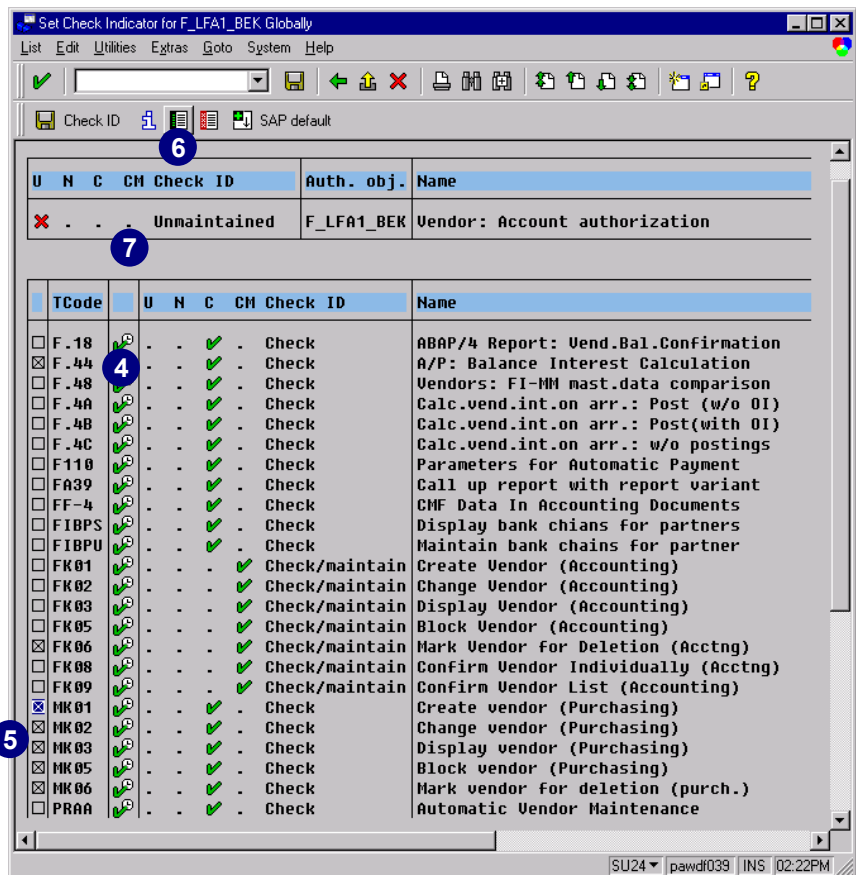 Set Check Indicator for F_LFA1_BEK Globally
List Edit Utilities Extras Goto System Help
Check ID SAP default
6
U N C CM Check ID Auth. obj. Name
. . . Unmaintained F_LFA1_BEK Vendor: Account authorization
7
TCode U N C CM Check ID Name
F.18 . . . Check ABAP/4 Report: Vend.Bal.Confirmation
F.44 . . . Check A/P: Balance Interest Calculation
4
F.48 . . . Check Vendors: FI-MM mast.data comparison
F.4A . . . Check Calc.vend.int.on arr.: Post (w/o OI)
F.4B . . . Check Calc.vend.int.on arr.: Post(with OI)
F.4C . . . Check Calc.vend.int.on arr.: w/o postings
F110 . . . Check Parameters for Automatic Payment
FA39 . . . Check Call up report with report variant
FF-4 . . . Check CMF Data In Accounting Documents
FIBPS . . . Check Display bank chians for partners
FIBPU . . . Check Maintain bank chains for partner
FK01 . . . Check/maintain Create Vendor (Accounting)
FK02 . . . Check/maintain Change Vendor (Accounting)
FK03 . . . Check/maintain Display Vendor (Accounting)
FK05 . . . Check/maintain Block Vendor (Accounting)
FK06 . . . Check/maintain Mark Vendor for Deletion (Acctng)
FK08 . . . Check/maintain Confirm Vendor Individually (Acctng)
FK09 . . . Check/maintain Confirm Vendor List (Accounting)
MK01 . . . Check Create vendor (Purchasing)
MK02 . . . Check Change vendor (Purchasing)
5
MK03 . . . Check Display vendor (Purchasing)
MK05 . . . Check Block vendor (Purchasing)
MK06 . . . Check Mark vendor for deletion (purch.)
PRAA . . . Check Automatic Vendor Maintenance
SU24 pawdf039 INS 02:22PM